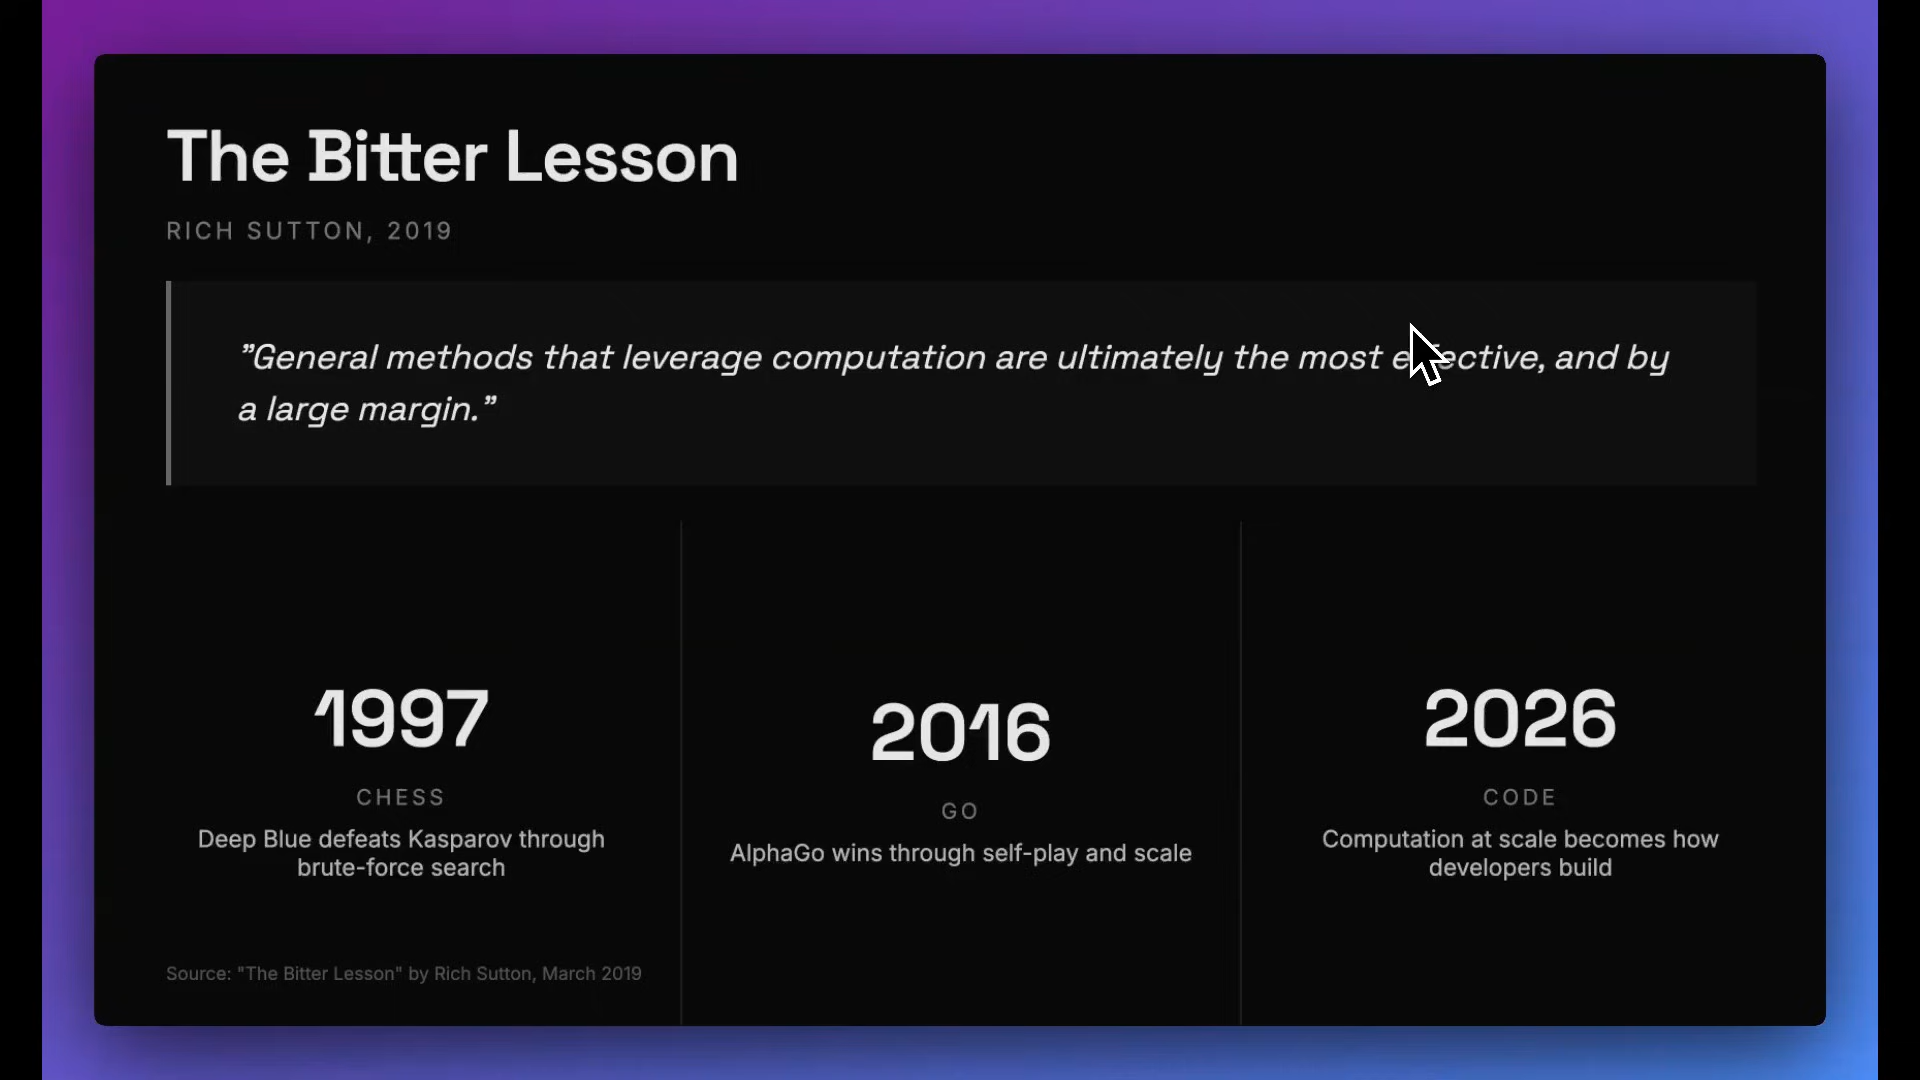 The Bitter Lesson
RICH SUTTON, 2019
"General methods that leverage computation are ultimately the most effective, and by
a large margin."
1997
CHESS
Deep Blue defeats Kasparov through
brute-force search
2016
GO
AlphaGo wins through self-play and scale
2026
CODE
Computation at scale becomes how
developers build
Source: "The Bitter Lesson" by Rich Sutton, March 2019